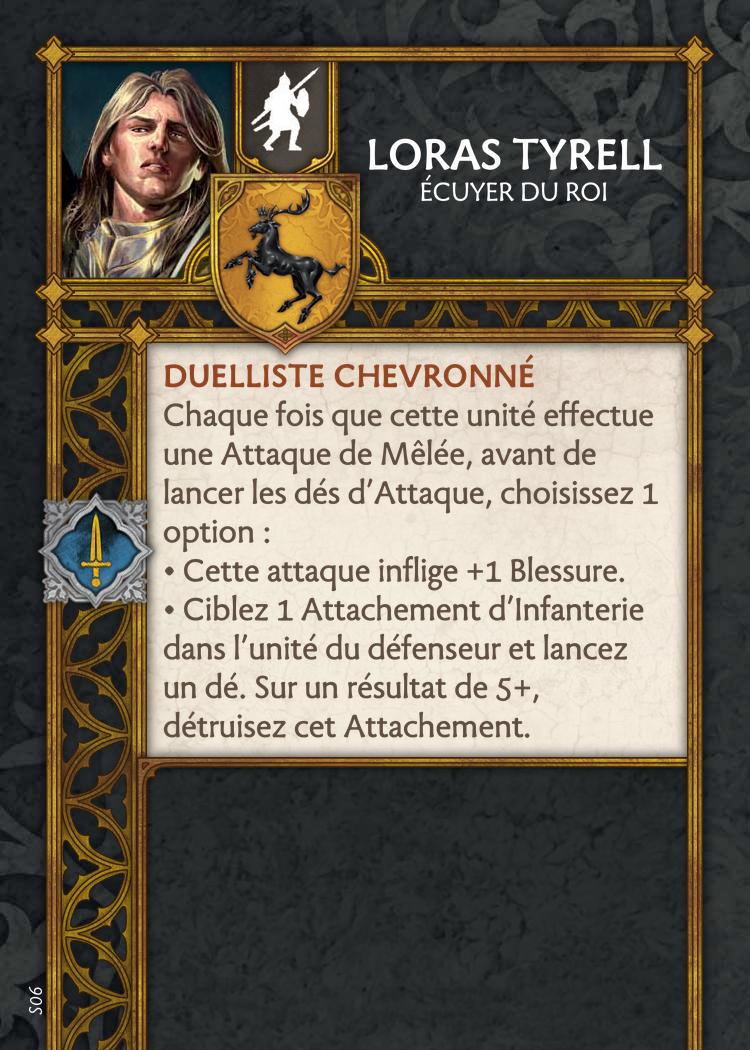 LORAS TYRELL
ÉCUYER DU ROI
DUELLISTE CHEVRONNÉ
Chaque fois que cette unité effectue
une Attaque de Mêlée, avant de
lancer les dés d’Attaque, choisissez 1
option :
• Cette attaque inflige +1 Blessure.
• Ciblez 1 Attachement d’Infanterie
dans l’unité du défenseur et lancez
un dé. Sur un résultat de 5+,
détruisez cet Attachement.
S06